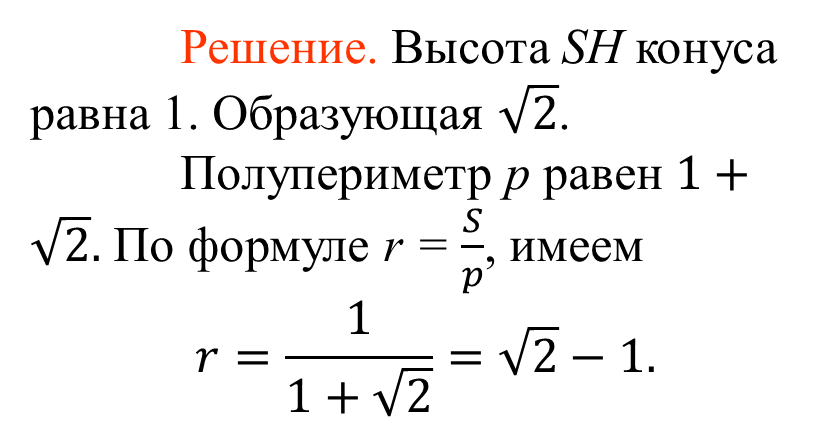 Решение. Высота SH конуса
равна 1. Образующая √2.
Полупериметр p равен 1 +
√2. По формуле r = S/p, имеем
r = 1/(1 + √2) = √2 − 1.